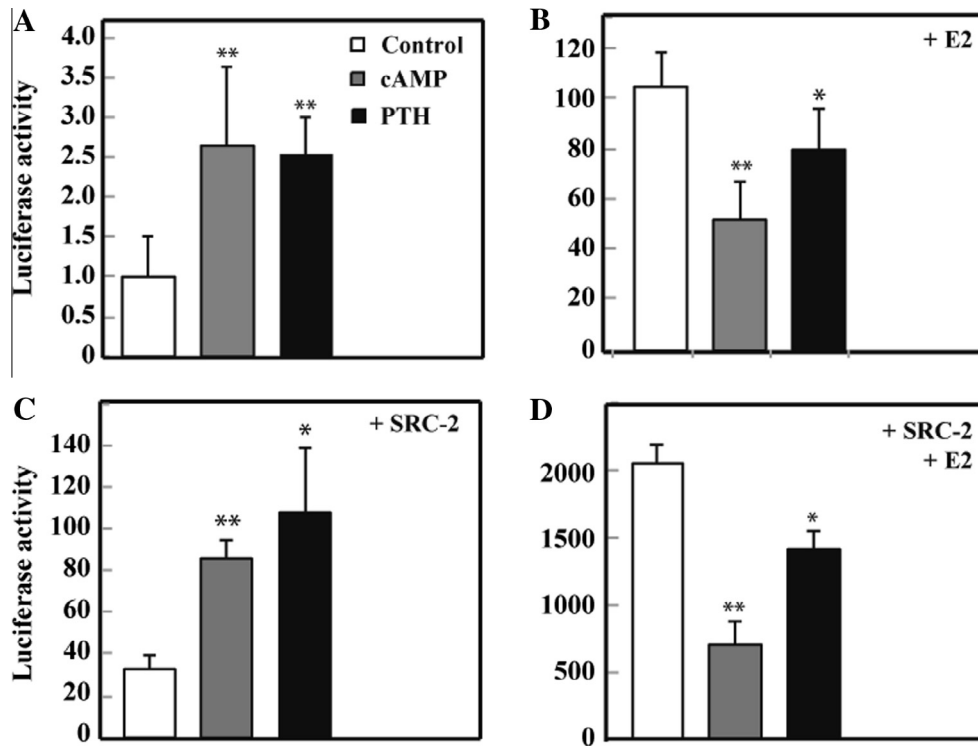 A
Luciferase activity
4.0
3.5
3.0
2.5
2.0
1.5
1.0
0.5
0
**
**
Control
cAMP
PTH
B
+ E2
120
100
80
60
40
20
0
**
*
C
Luciferase activity
+ SRC-2
140
120
100
80
60
40
20
0
**
*
D
+ SRC-2
+ E2
2000
1500
1000
500
0
**
*